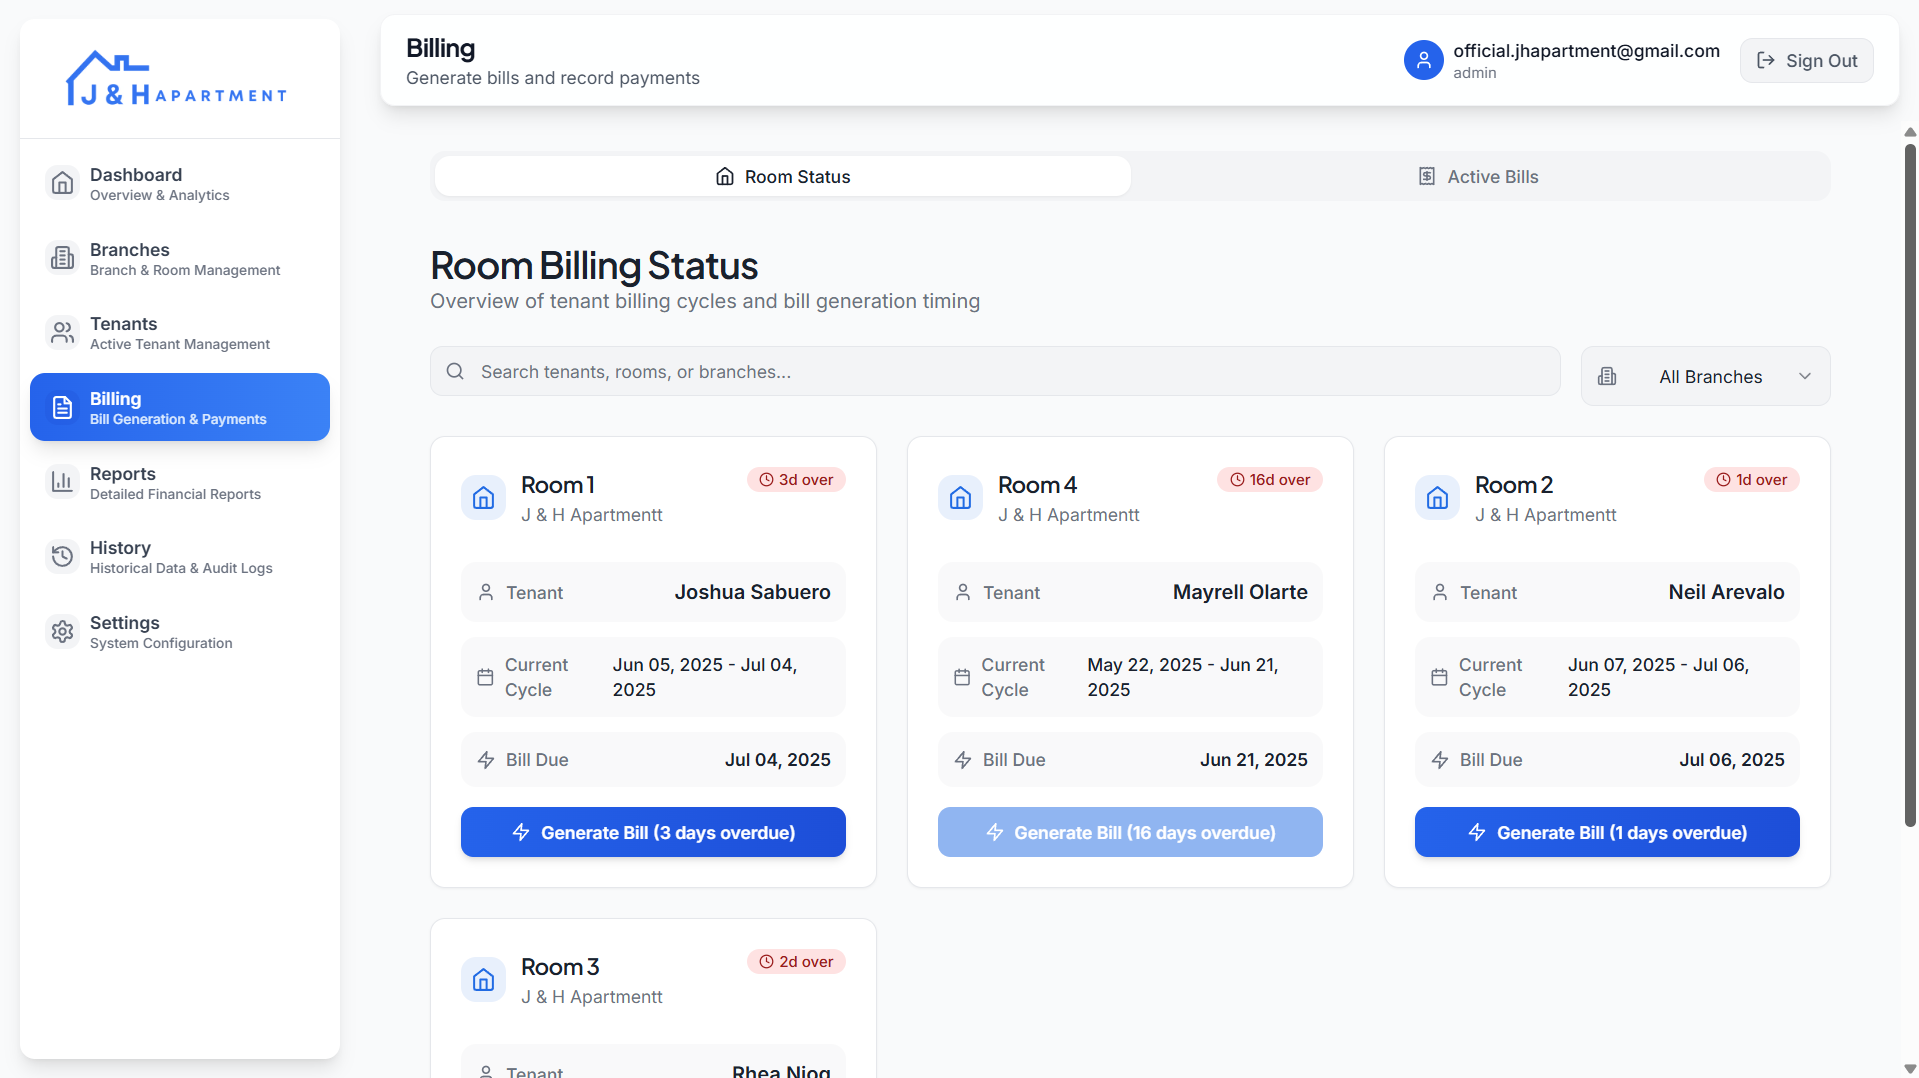 J & H APARTMENT
Dashboard
Overview & Analytics
Branches
Branch & Room Management
Tenants
Active Tenant Management
Billing
Bill Generation & Payments
Reports
Detailed Financial Reports
History
Historical Data & Audit Logs
Settings
System Configuration
Billing
Generate bills and record payments
official.jhapartment@gmail.com
admin
Sign Out
Room Status
Active Bills
Room Billing Status
Overview of tenant billing cycles and bill generation timing
Search tenants, rooms, or branches...
All Branches
Room 1
3d over
J & H Apartmentt
Tenant
Joshua Sabuero
Current Cycle
Jun 05, 2025 - Jul 04, 2025
Bill Due
Jul 04, 2025
Generate Bill (3 days overdue)
Room 4
16d over
J & H Apartmentt
Tenant
Mayrell Olarte
Current Cycle
May 22, 2025 - Jun 21, 2025
Bill Due
Jun 21, 2025
Generate Bill (16 days overdue)
Room 2
1d over
J & H Apartmentt
Tenant
Neil Arevalo
Current Cycle
Jun 07, 2025 - Jul 06, 2025
Bill Due
Jul 06, 2025
Generate Bill (1 days overdue)
Room 3
2d over
J & H Apartmentt
Tenant
Rhea Niog